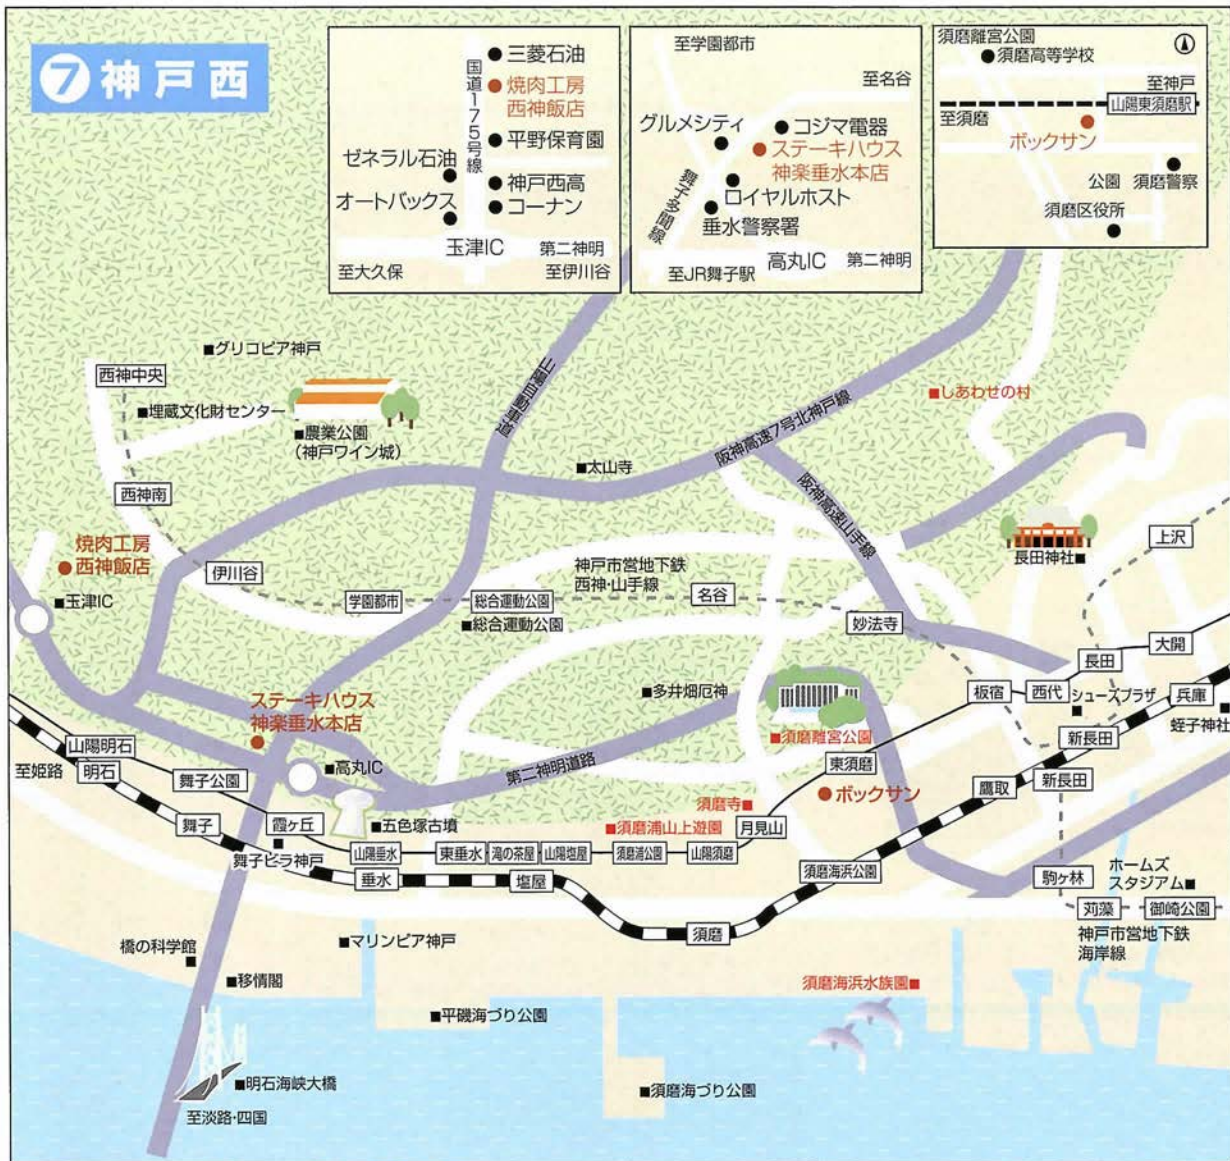 7 神戸西
国道175号線
三菱石油
焼肉工房
西神飯店
平野保育園
ゼネラル石油
神戸西高
オートバックス
コーナン
玉津IC
第二神明
至大久保
至伊川谷
至学園都市
至名谷
グルメシティ
コジマ電器
ステーキハウス
神楽垂水本店
舞子多聞線
ロイヤルホスト
垂水警察署
高丸IC
第二神明
至JR舞子駅
須磨離宮公園
須磨高等学校
至神戸
山陽東須磨駅
至須磨
ボックサン
公園
須磨警察
須磨区役所
グリコピア神戸
西神中央
埋蔵文化財センター
農業公園
(神戸ワイン城)
山陽自動車道
しあわせの村
阪神高速7号北神戸線
太山寺
阪神高速山手線
西神南
焼肉工房
西神飯店
玉津IC
伊川谷
学園都市
総合運動公園
総合運動公園
神戸市営地下鉄
西神・山手線
名谷
妙法寺
長田神社
上沢
大開
長田
西代
板宿
シューズプラザ
兵庫
蛭子神社
新長田
新長田
多井畑厄神
須磨離宮公園
ステーキハウス
神楽垂水本店
高丸IC
第二神明道路
東須磨
ボックサン
鷹取
山陽明石
至姫路
明石
舞子公園
舞子
霞ヶ丘
舞子ビラ神戸
五色塚古墳
須磨寺
須磨浦山上遊園
月見山
山陽垂水
東垂水
滝の茶屋
山陽塩屋
須磨浦公園
山陽須磨
垂水
塩屋
須磨
須磨海浜公園
駒ヶ林
ホームズ
スタジアム
苅藻
御崎公園
神戸市営地下鉄
海岸線
橋の科学館
マリンピア神戸
移情閣
須磨海浜水族園
平磯海づり公園
明石海峡大橋
須磨海づり公園
至淡路・四国